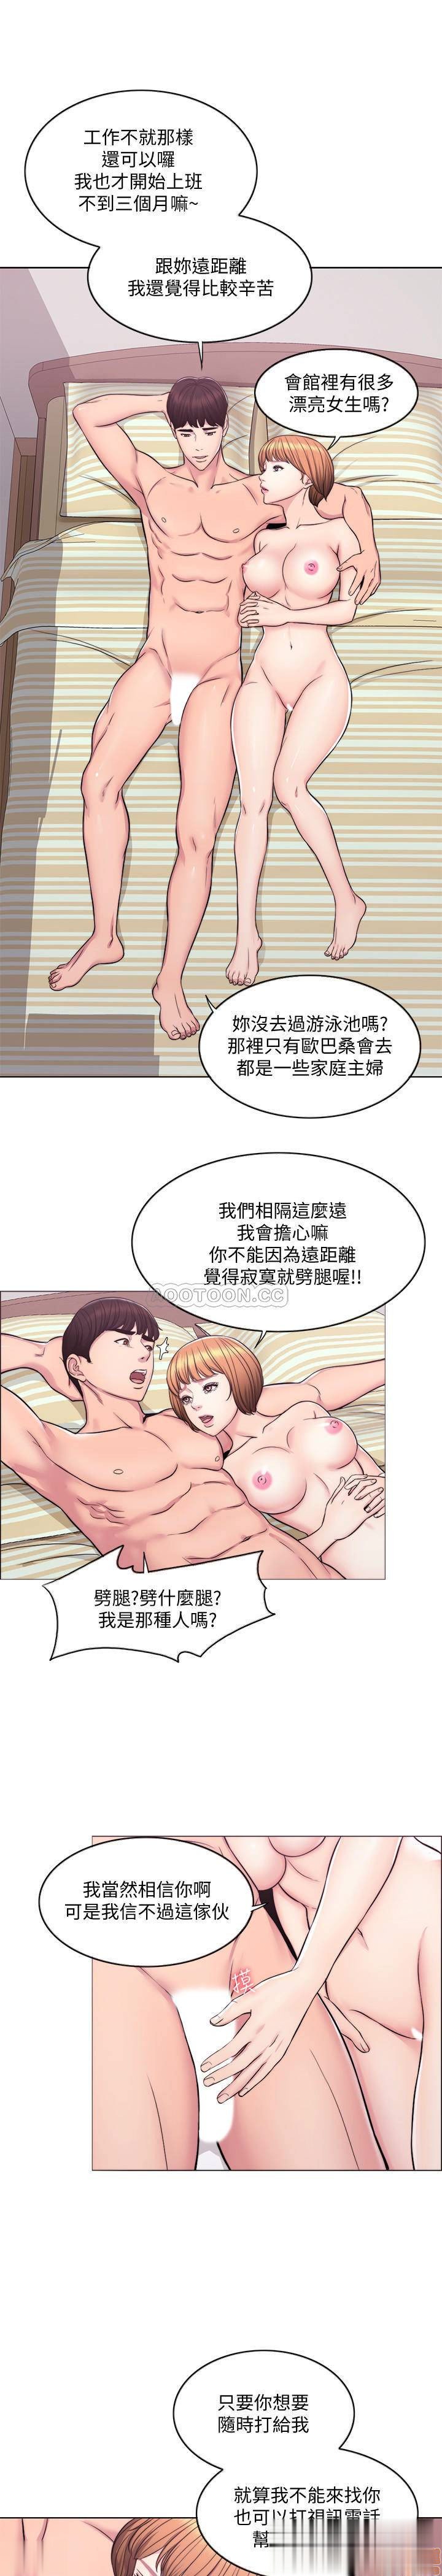 工作不就那樣
還可以囉
我也才開始上班
不到三個月嘛~
跟妳遠距離
我還覺得比較辛苦
會館裡有很多
漂亮女生嗎?
妳沒去過游泳池嗎?
那裡只有歐巴桑會去
都是一些家庭主婦
我們相隔這麼遠
我會擔心嘛
你不能因為遠距離
覺得寂寞就劈腿喔!!
TOOTOON.CC
劈腿?劈什麼腿?
我是那種人嗎?
我當然相信你啊
可是我信不過這傢伙
摸
只要你想要
隨時打給我
就算我不能來找你
也可以打視訊電話
幫